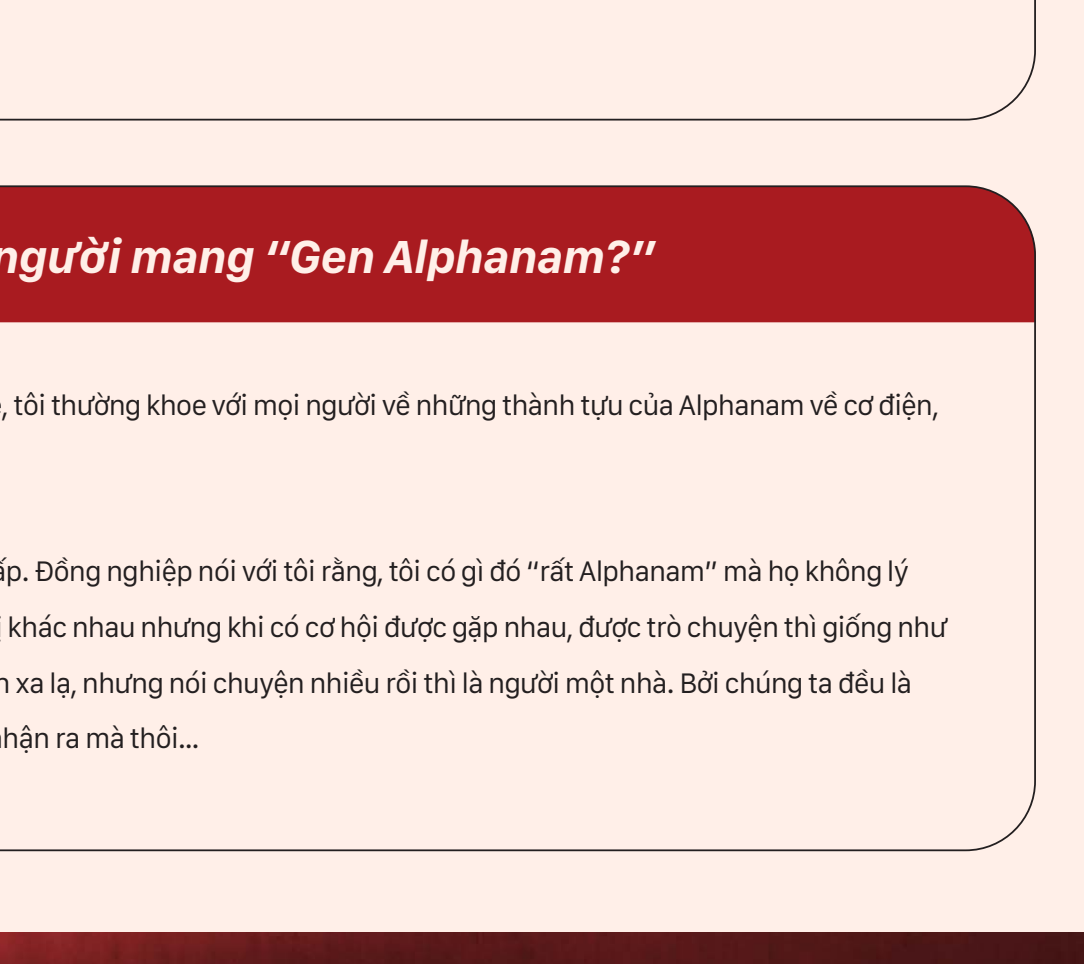 người mang “Gen Alphanam?”
, tôi thường khoe với mọi người về những thành tựu của Alphanam về cơ điện,
ấp. Đồng nghiệp nói với tôi rằng, tôi có gì đó “rất Alphanam” mà họ không lý
khác nhau nhưng khi có cơ hội được gặp nhau, được trò chuyện thì giống như
xa lạ, nhưng nói chuyện nhiều rồi thì là người một nhà. Bởi chúng ta đều là
nhận ra mà thôi...